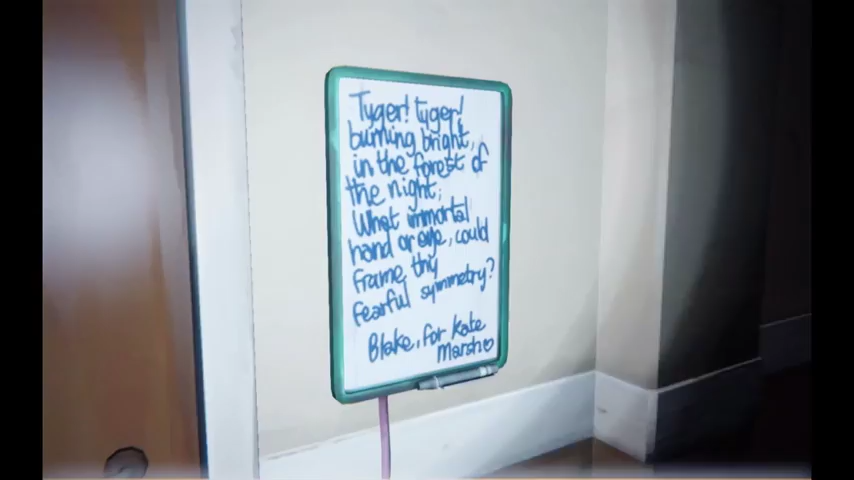 Tyger! tyger!
burning bright,
in the forest of
the night;
What immortal
hand or eye, could
frame thy
fearful symmetry?
Blake, for Kate
Marsh